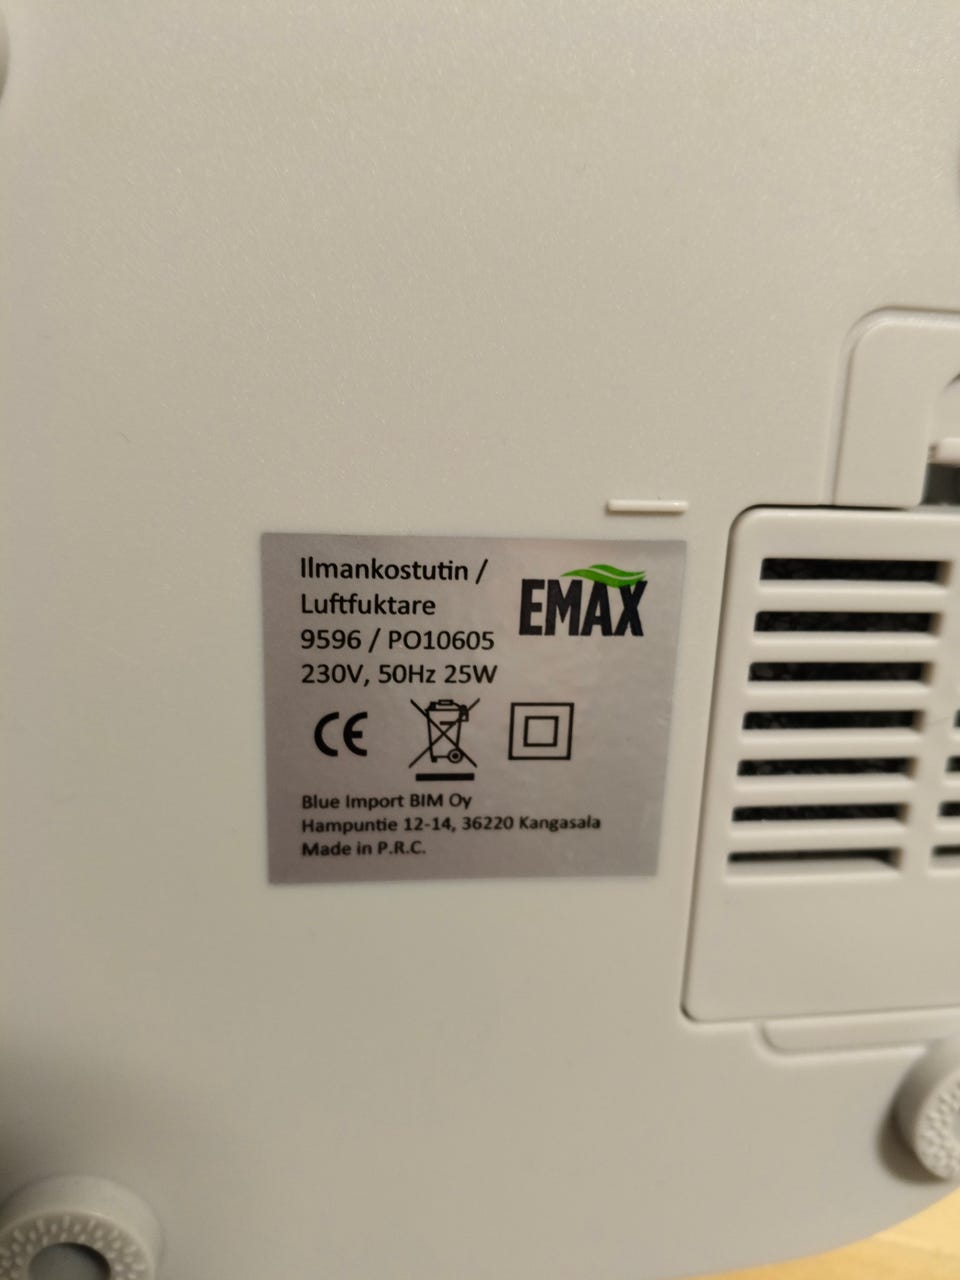 Ilmankostutin /
Luftfuktare
9596 / PO10605
230V, 50Hz 25W
EMAX
CE
Blue Import BIM Oy
Hampuntie 12-14, 36220 Kangasala
Made in P.R.C.